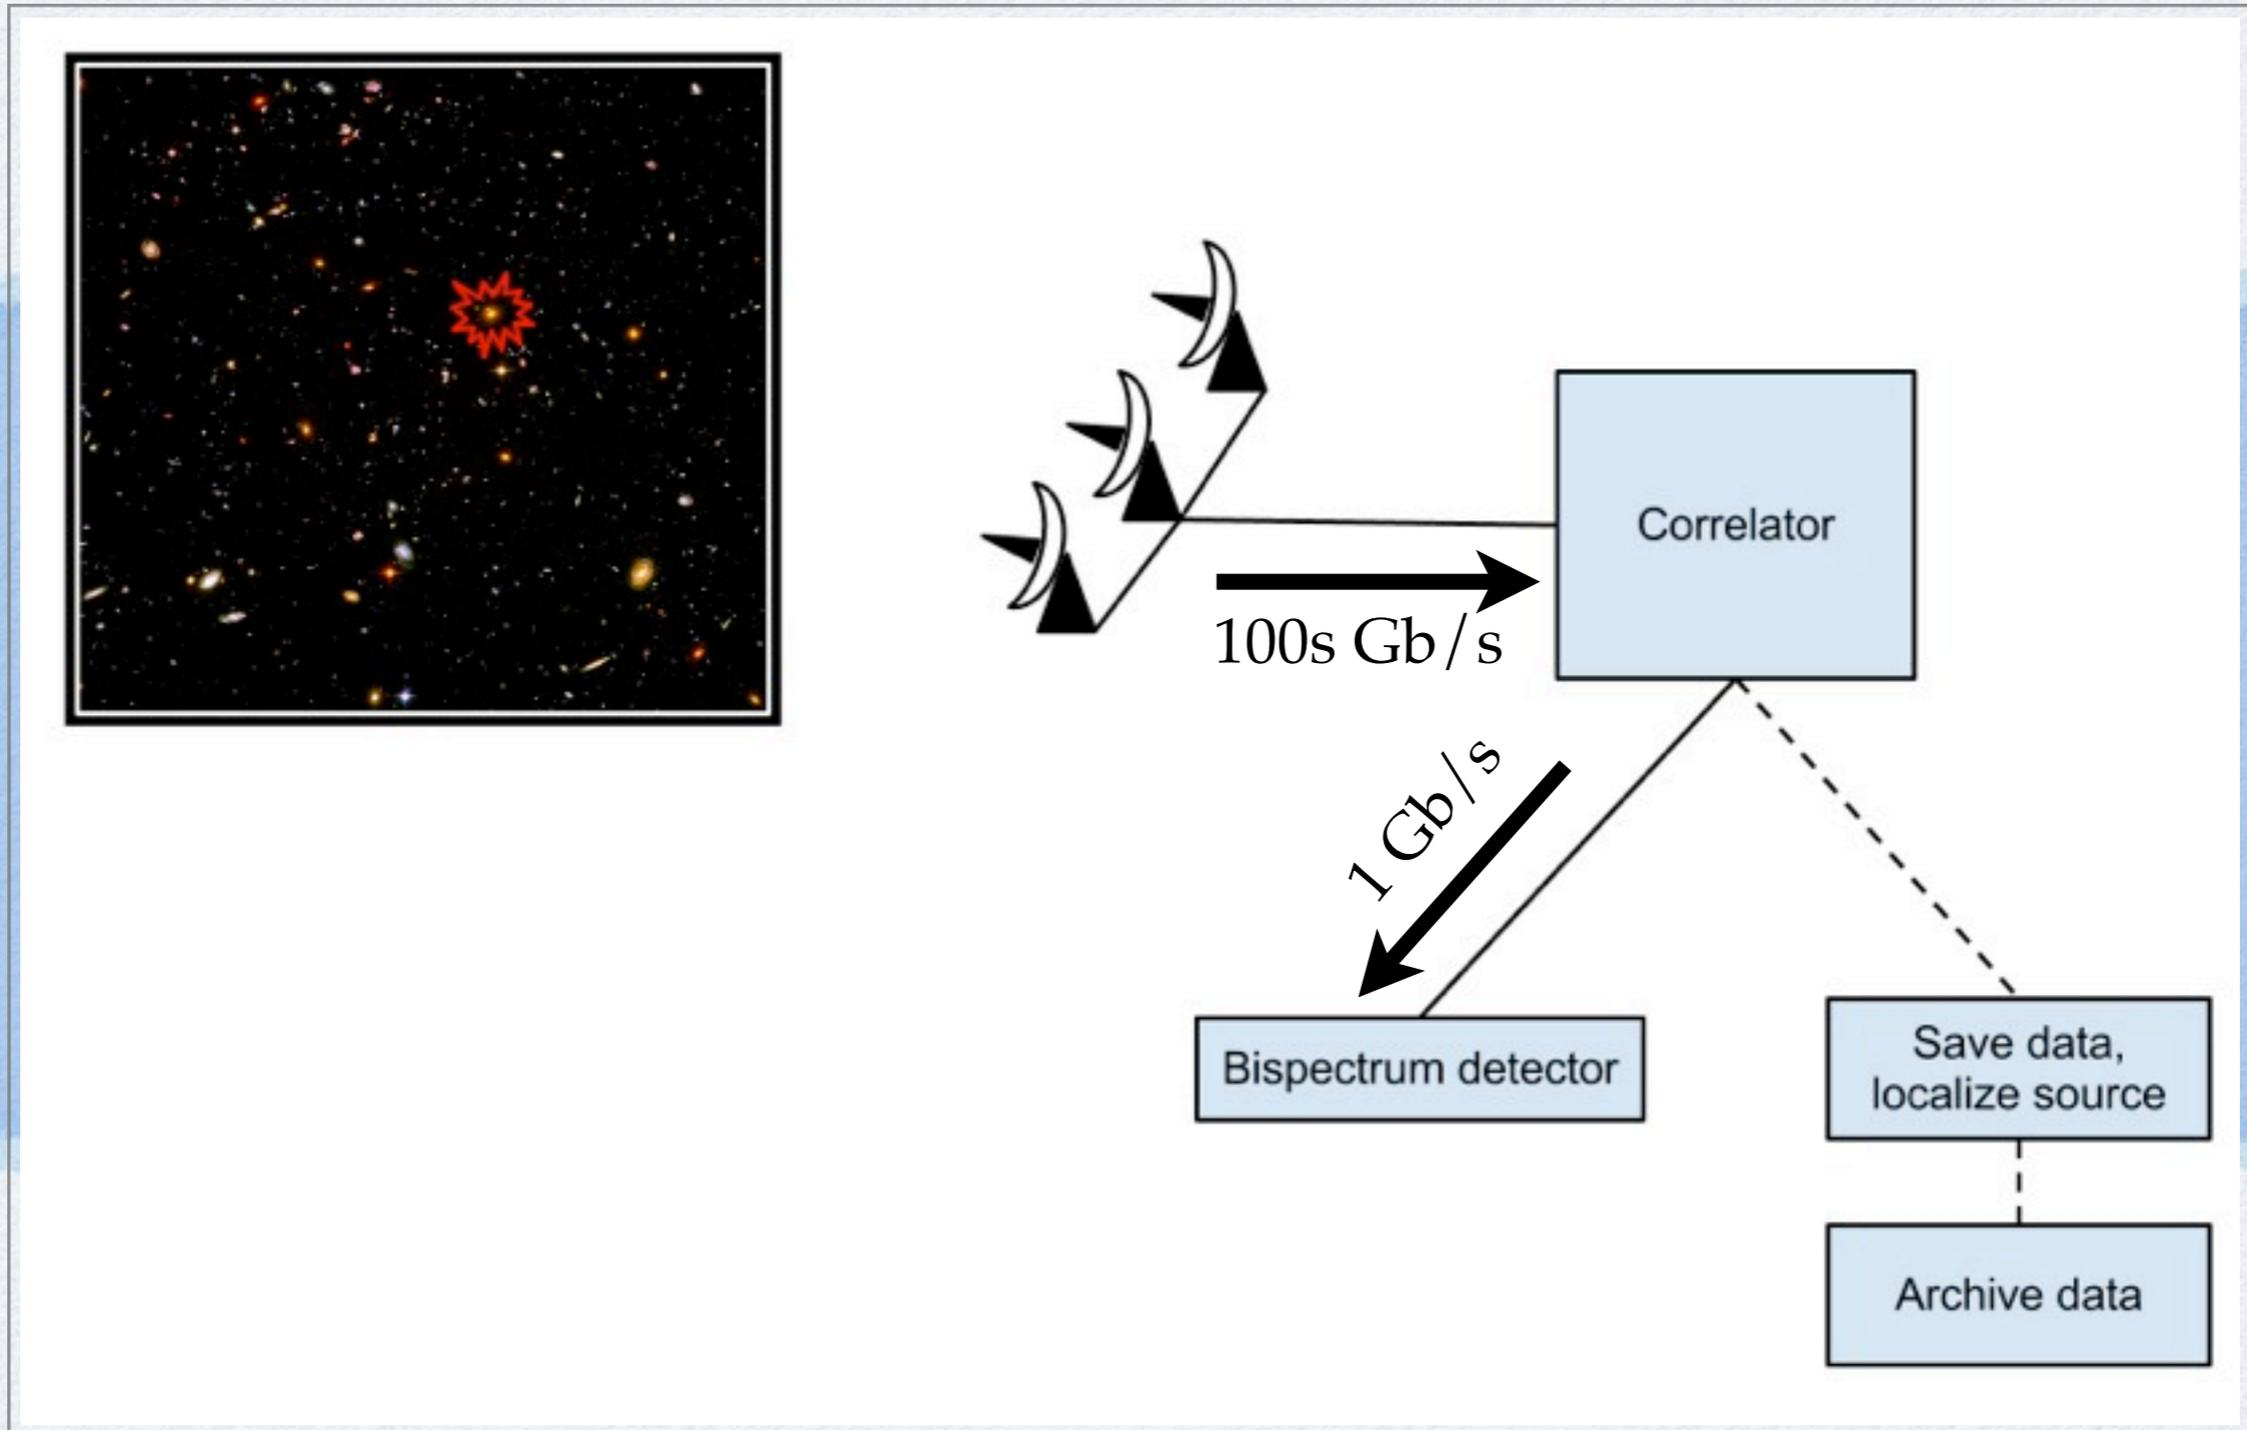 Correlator
100s Gb/s
1 Gb/s
Bispectrum detector
Save data,
localize source
Archive data